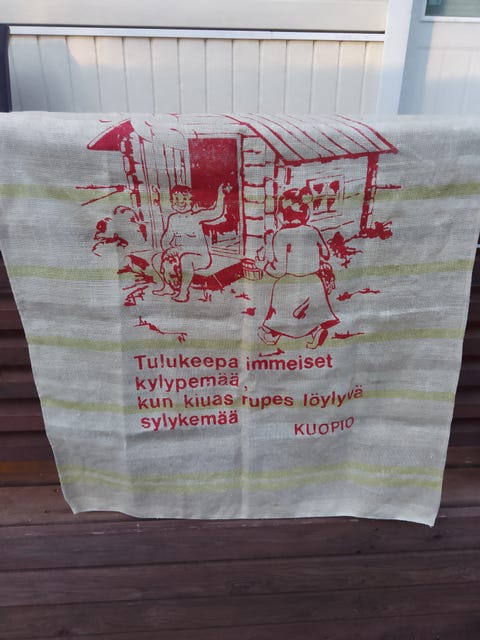 Tulukeepa immeiset
kylypemää,
kun kiuas rupes löylyvä
sylykemää
KUOPIO